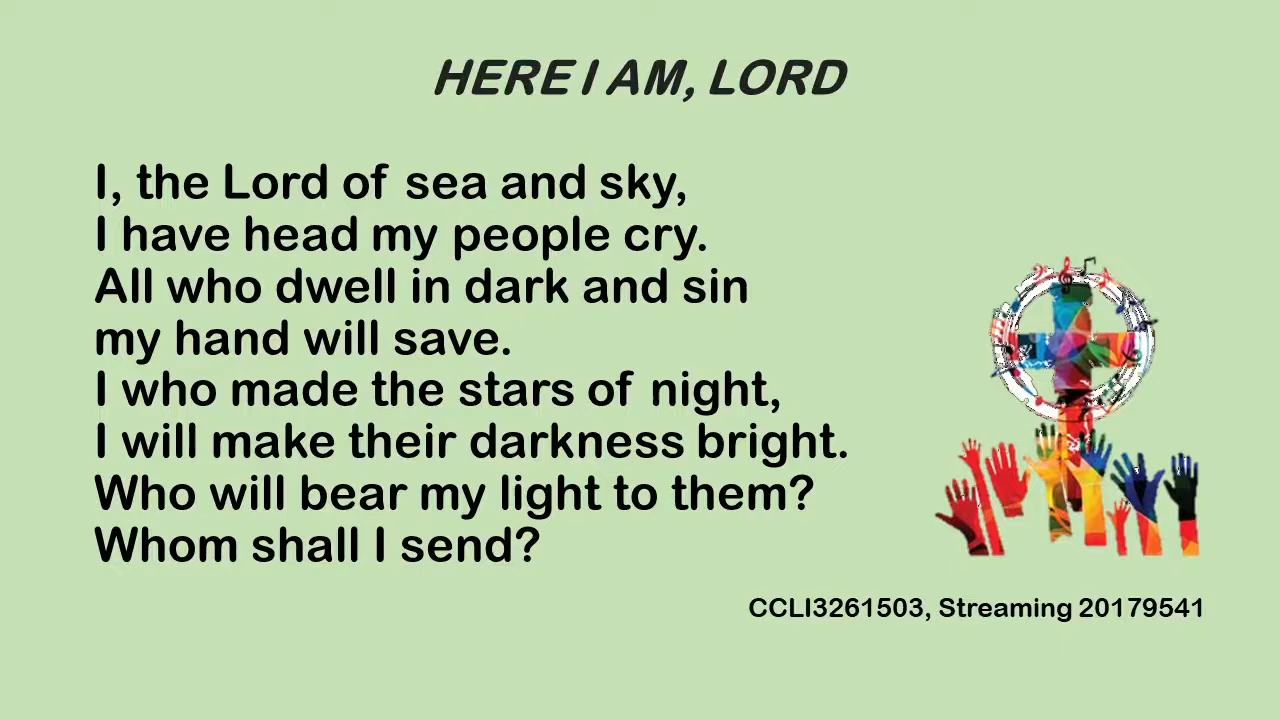 HERE I AM, LORD
I, the Lord of sea and sky,
I have head my people cry.
All who dwell in dark and sin
my hand will save.
I who made the stars of night,
I will make their darkness bright.
Who will bear my light to them?
Whom shall I send?
CCLI3261503, Streaming 20179541